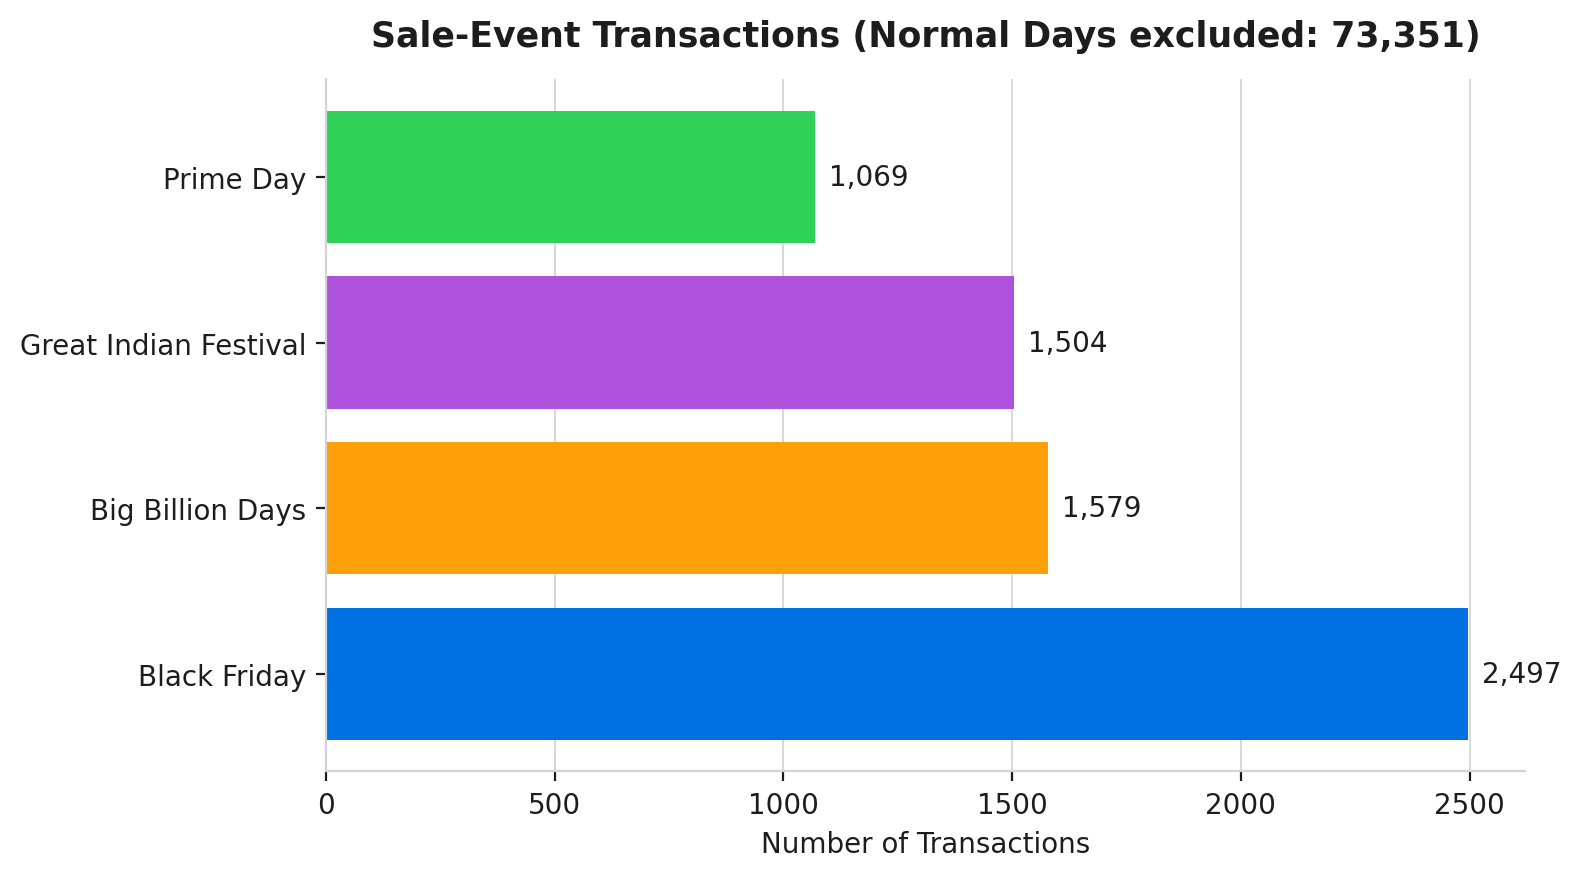 Sale-Event Transactions (Normal Days excluded: 73,351)
Prime Day
1,069
Great Indian Festival
1,504
Big Billion Days
1,579
Black Friday
2,497
0 500 1000 1500 2000 2500
Number of Transactions